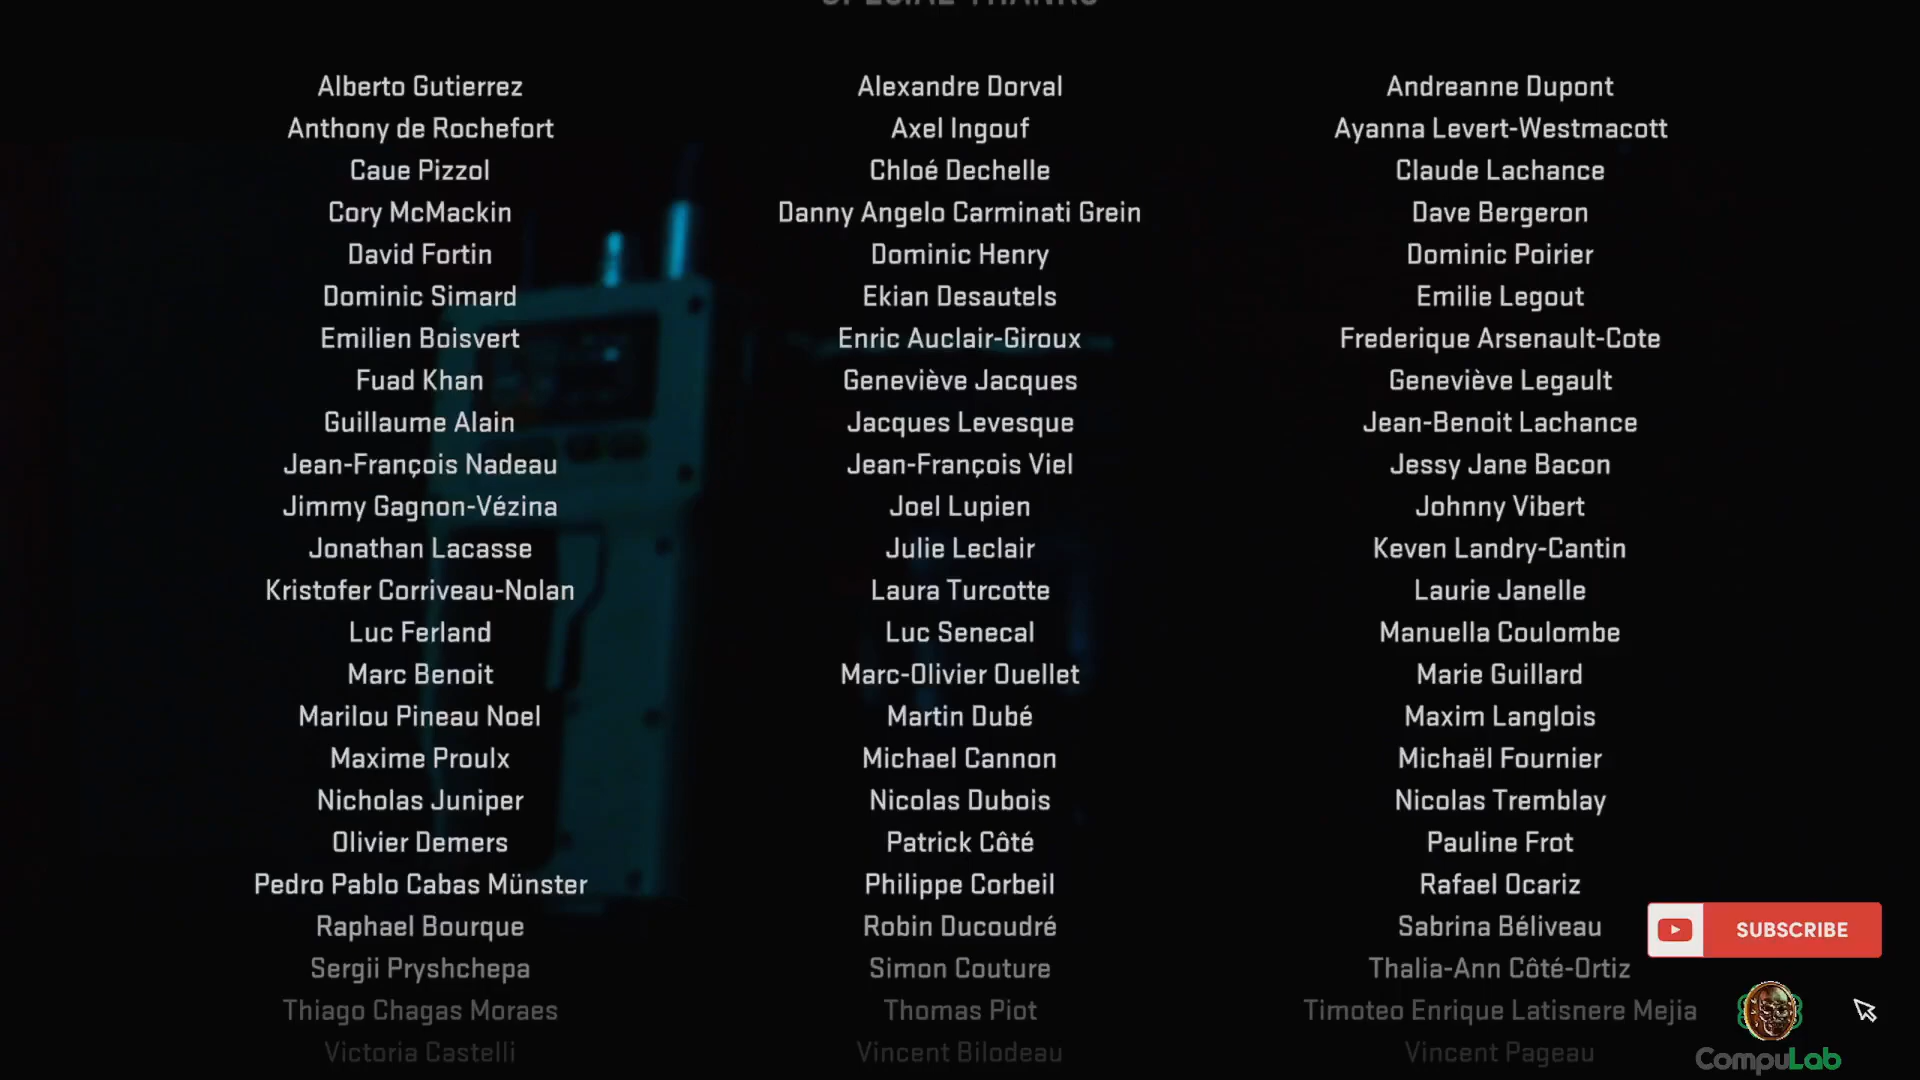 SPECIAL THANKS
Alberto Gutierrez Alexandre Dorval Andreanne Dupont
Anthony de Rochefort Axel Ingouf Ayanna Levert-Westmacott
Caue Pizzol Chloé Dechelle Claude Lachance
Cory McMackin Danny Angelo Carminati Grein Dave Bergeron
David Fortin Dominic Henry Dominic Poirier
Dominic Simard Ekian Desautels Emilie Legout
Emilien Boisvert Enric Auclair-Giroux Frederique Arsenault-Cote
Fuad Khan Geneviève Jacques Geneviève Legault
Guillaume Alain Jacques Levesque Jean-Benoit Lachance
Jean-François Nadeau Jean-François Viel Jessy Jane Bacon
Jimmy Gagnon-Vézina Joel Lupien Johnny Vibert
Jonathan Lacasse Julie Leclair Keven Landry-Cantin
Kristofer Corriveau-Nolan Laura Turcotte Laurie Janelle
Luc Ferland Luc Senecal Manuella Coulombe
Marc Benoit Marc-Olivier Ouellet Marie Guillard
Marilou Pineau Noel Martin Dubé Maxim Langlois
Maxime Proulx Michael Cannon Michaël Fournier
Nicholas Juniper Nicolas Dubois Nicolas Tremblay
Olivier Demers Patrick Côté Pauline Frot
Pedro Pablo Cabas Münster Philippe Corbeil Rafael Ocariz
Raphael Bourque Robin Ducoudré Sabrina Béliveau
SUBSCRIBE
Sergii Pryshchepa Simon Couture Thalia-Ann Côté-Ortiz
Thiago Chagas Moraes Thomas Piot Timoteo Enrique Latisnere Mejia
Victoria Castelli Vincent Bilodeau Vincent Pageau
CompuLab